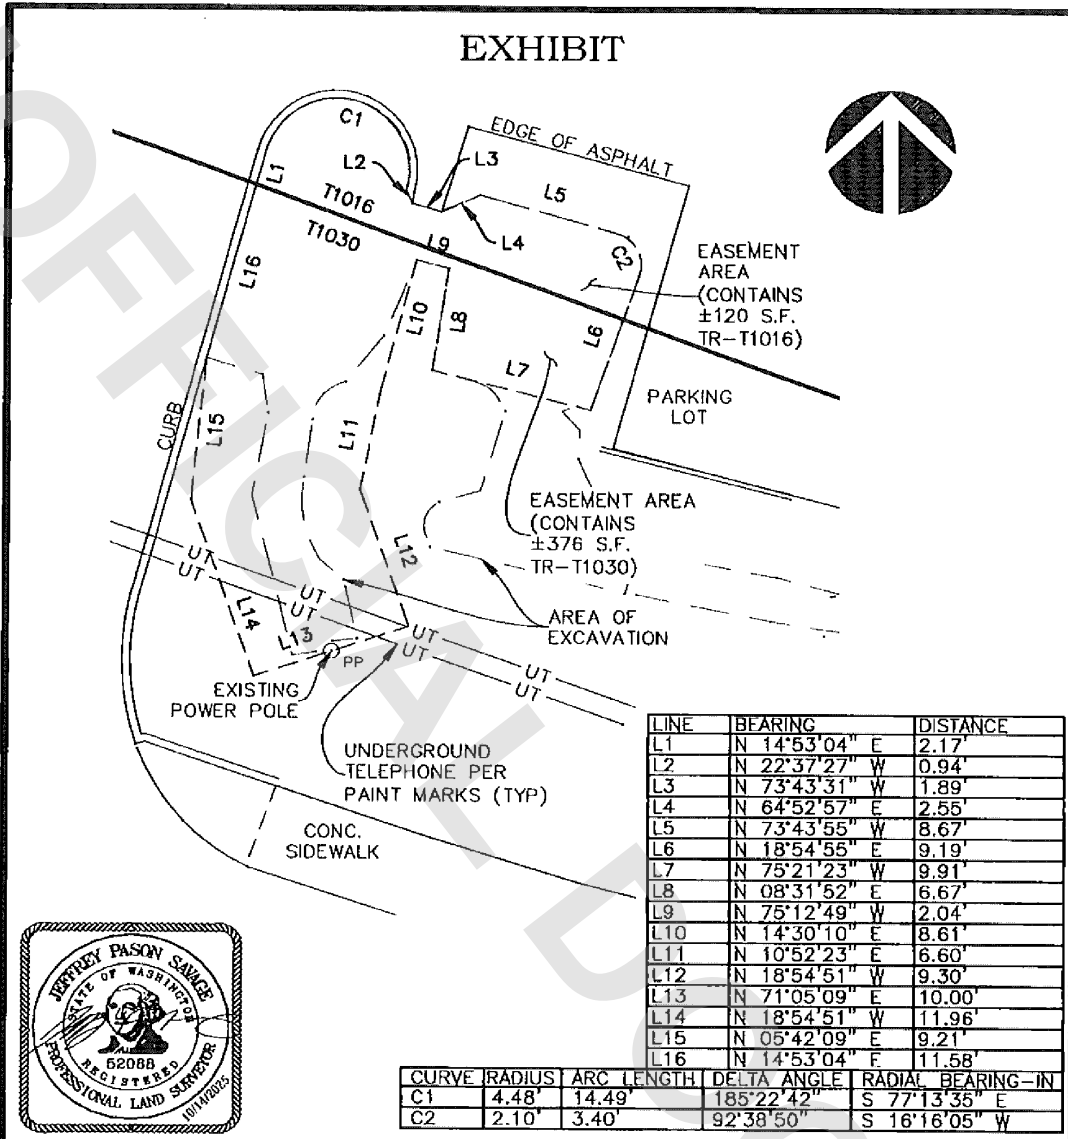 EXHIBIT
C1
EDGE OF ASPHALT
L1
L2
L3
L5
T1016
T1030
L9
L4
C2
L16
L10
L8
L6
L7
EASEMENT
AREA
(CONTAINS
±120 S.F.
TR-T1016)
PARKING
LOT
CURB
L15
L11
EASEMENT AREA
(CONTAINS
±376 S.F.
TR-T1030)
L12
UT
UT
UT
UT
L14
L13
PP
UT
UT
UT
UT
AREA OF
EXCAVATION
EXISTING
POWER POLE
UNDERGROUND
TELEPHONE PER
PAINT MARKS (TYP)
CONC.
SIDEWALK
LINE BEARING DISTANCE
L1 N 14°53'04" E 2.17'
L2 N 22°37'27" W 0.94'
L3 N 73°43'31" W 1.89'
L4 N 64°52'57" E 2.55'
L5 N 73°43'55" W 8.67'
L6 N 18°54'55" E 9.19'
L7 N 75°21'23" W 9.91'
L8 N 08°31'52" E 6.67'
L9 N 75°12'49" W 2.04'
L10 N 14°30'10" E 8.61'
L11 N 10°52'23" E 6.60'
L12 N 18°54'51" W 9.30'
L13 N 71°05'09" E 10.00'
L14 N 18°54'51" W 11.96'
L15 N 05°42'09" E 9.21'
L16 N 14°53'04" E 11.58'
CURVE RADIUS ARC LENGTH DELTA ANGLE RADIAL BEARING-IN
C1 4.48' 14.49' 185°22'42" S 77°13'35" E
C2 2.10' 3.40' 92°38'50" S 16°16'05" W
JEFFREY PASON SAVAGE
STATE OF WASHINGTON
52088
REGISTERED
PROFESSIONAL LAND SURVEYOR
10/14/2025